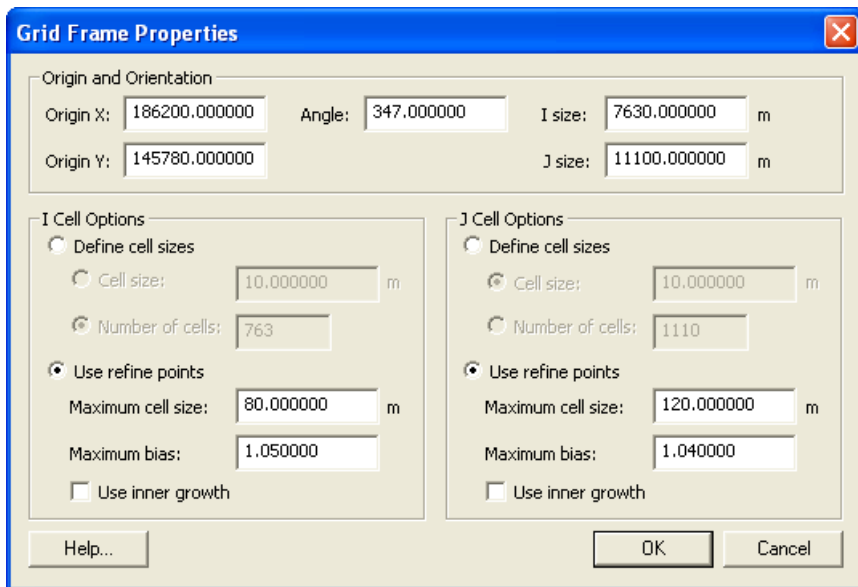 Grid Frame Properties
Origin and Orientation
Origin X: 186200.000000 Angle: 347.000000 I size: 7630.000000 m
Origin Y: 145780.000000 J size: 11100.000000 m
I Cell Options
Define cell sizes
Cell size: 10.000000 m
Number of cells: 763
Use refine points
Maximum cell size: 80.000000 m
Maximum bias: 1.050000
Use inner growth
J Cell Options
Define cell sizes
Cell size: 10.000000 m
Number of cells: 1110
Use refine points
Maximum cell size: 120.000000 m
Maximum bias: 1.040000
Use inner growth
Help... OK Cancel